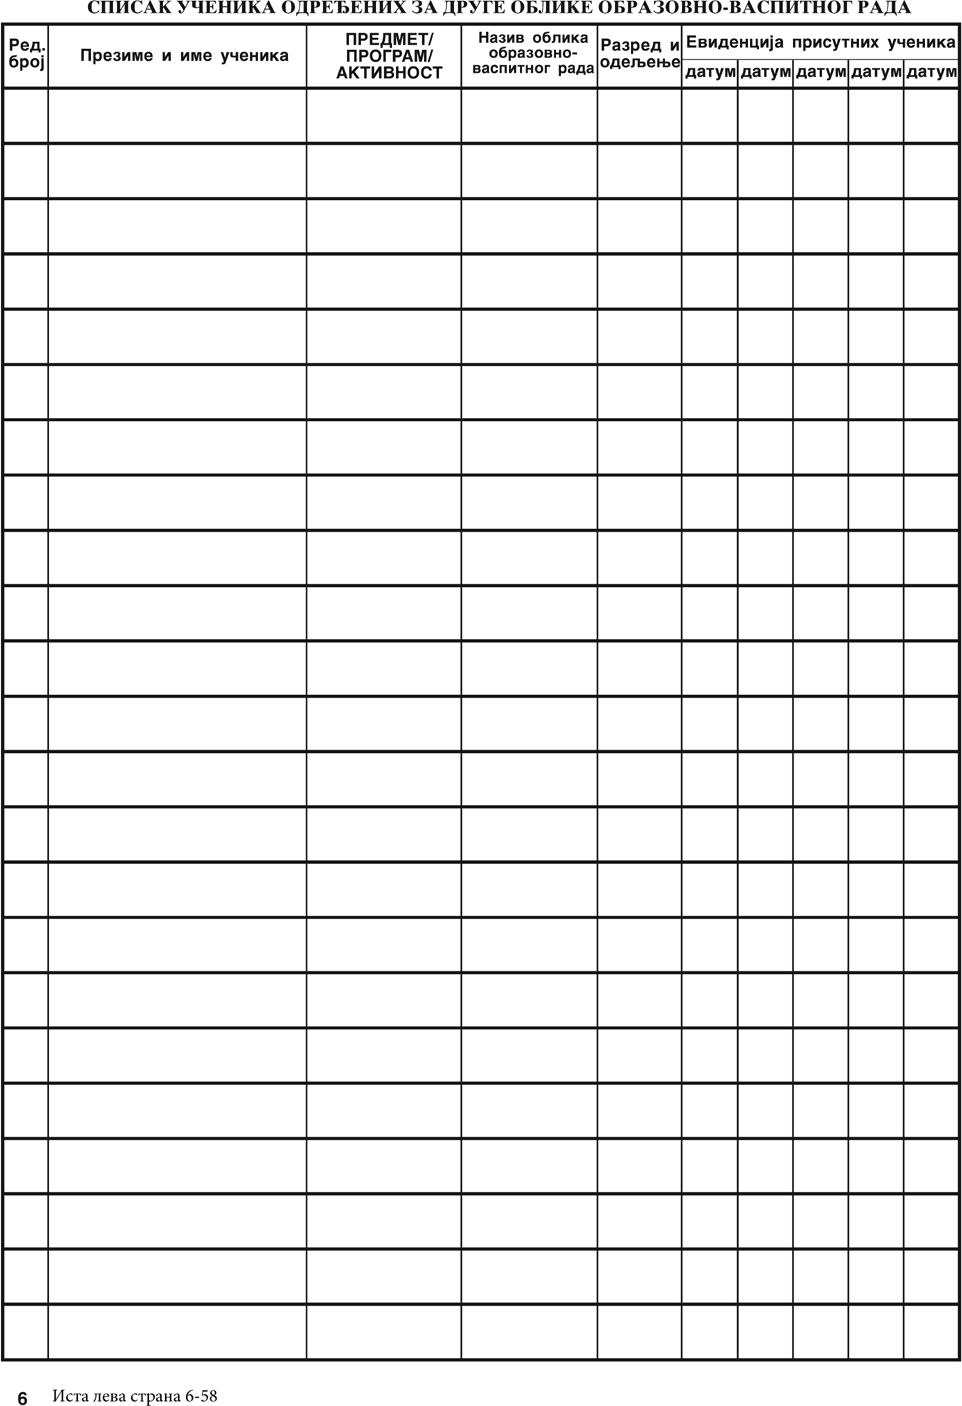 СПИСАК УЧЕНИКА ОДРЕЂЕНИХ ЗА ДРУГЕ ОБЛИКЕ ОБРАЗОВНО-ВАСПИТНОГ РАДА
Ред.
број
Презиме и име ученика
ПРЕДМЕТ/
ПРОГРАМ/
АКТИВНОСТ
Назив облика
образовно-
васпитног рада
Разред и
одељење
Евиденција присутних ученика
датум датум датум датум датум
6 Иста лева страна 6-58